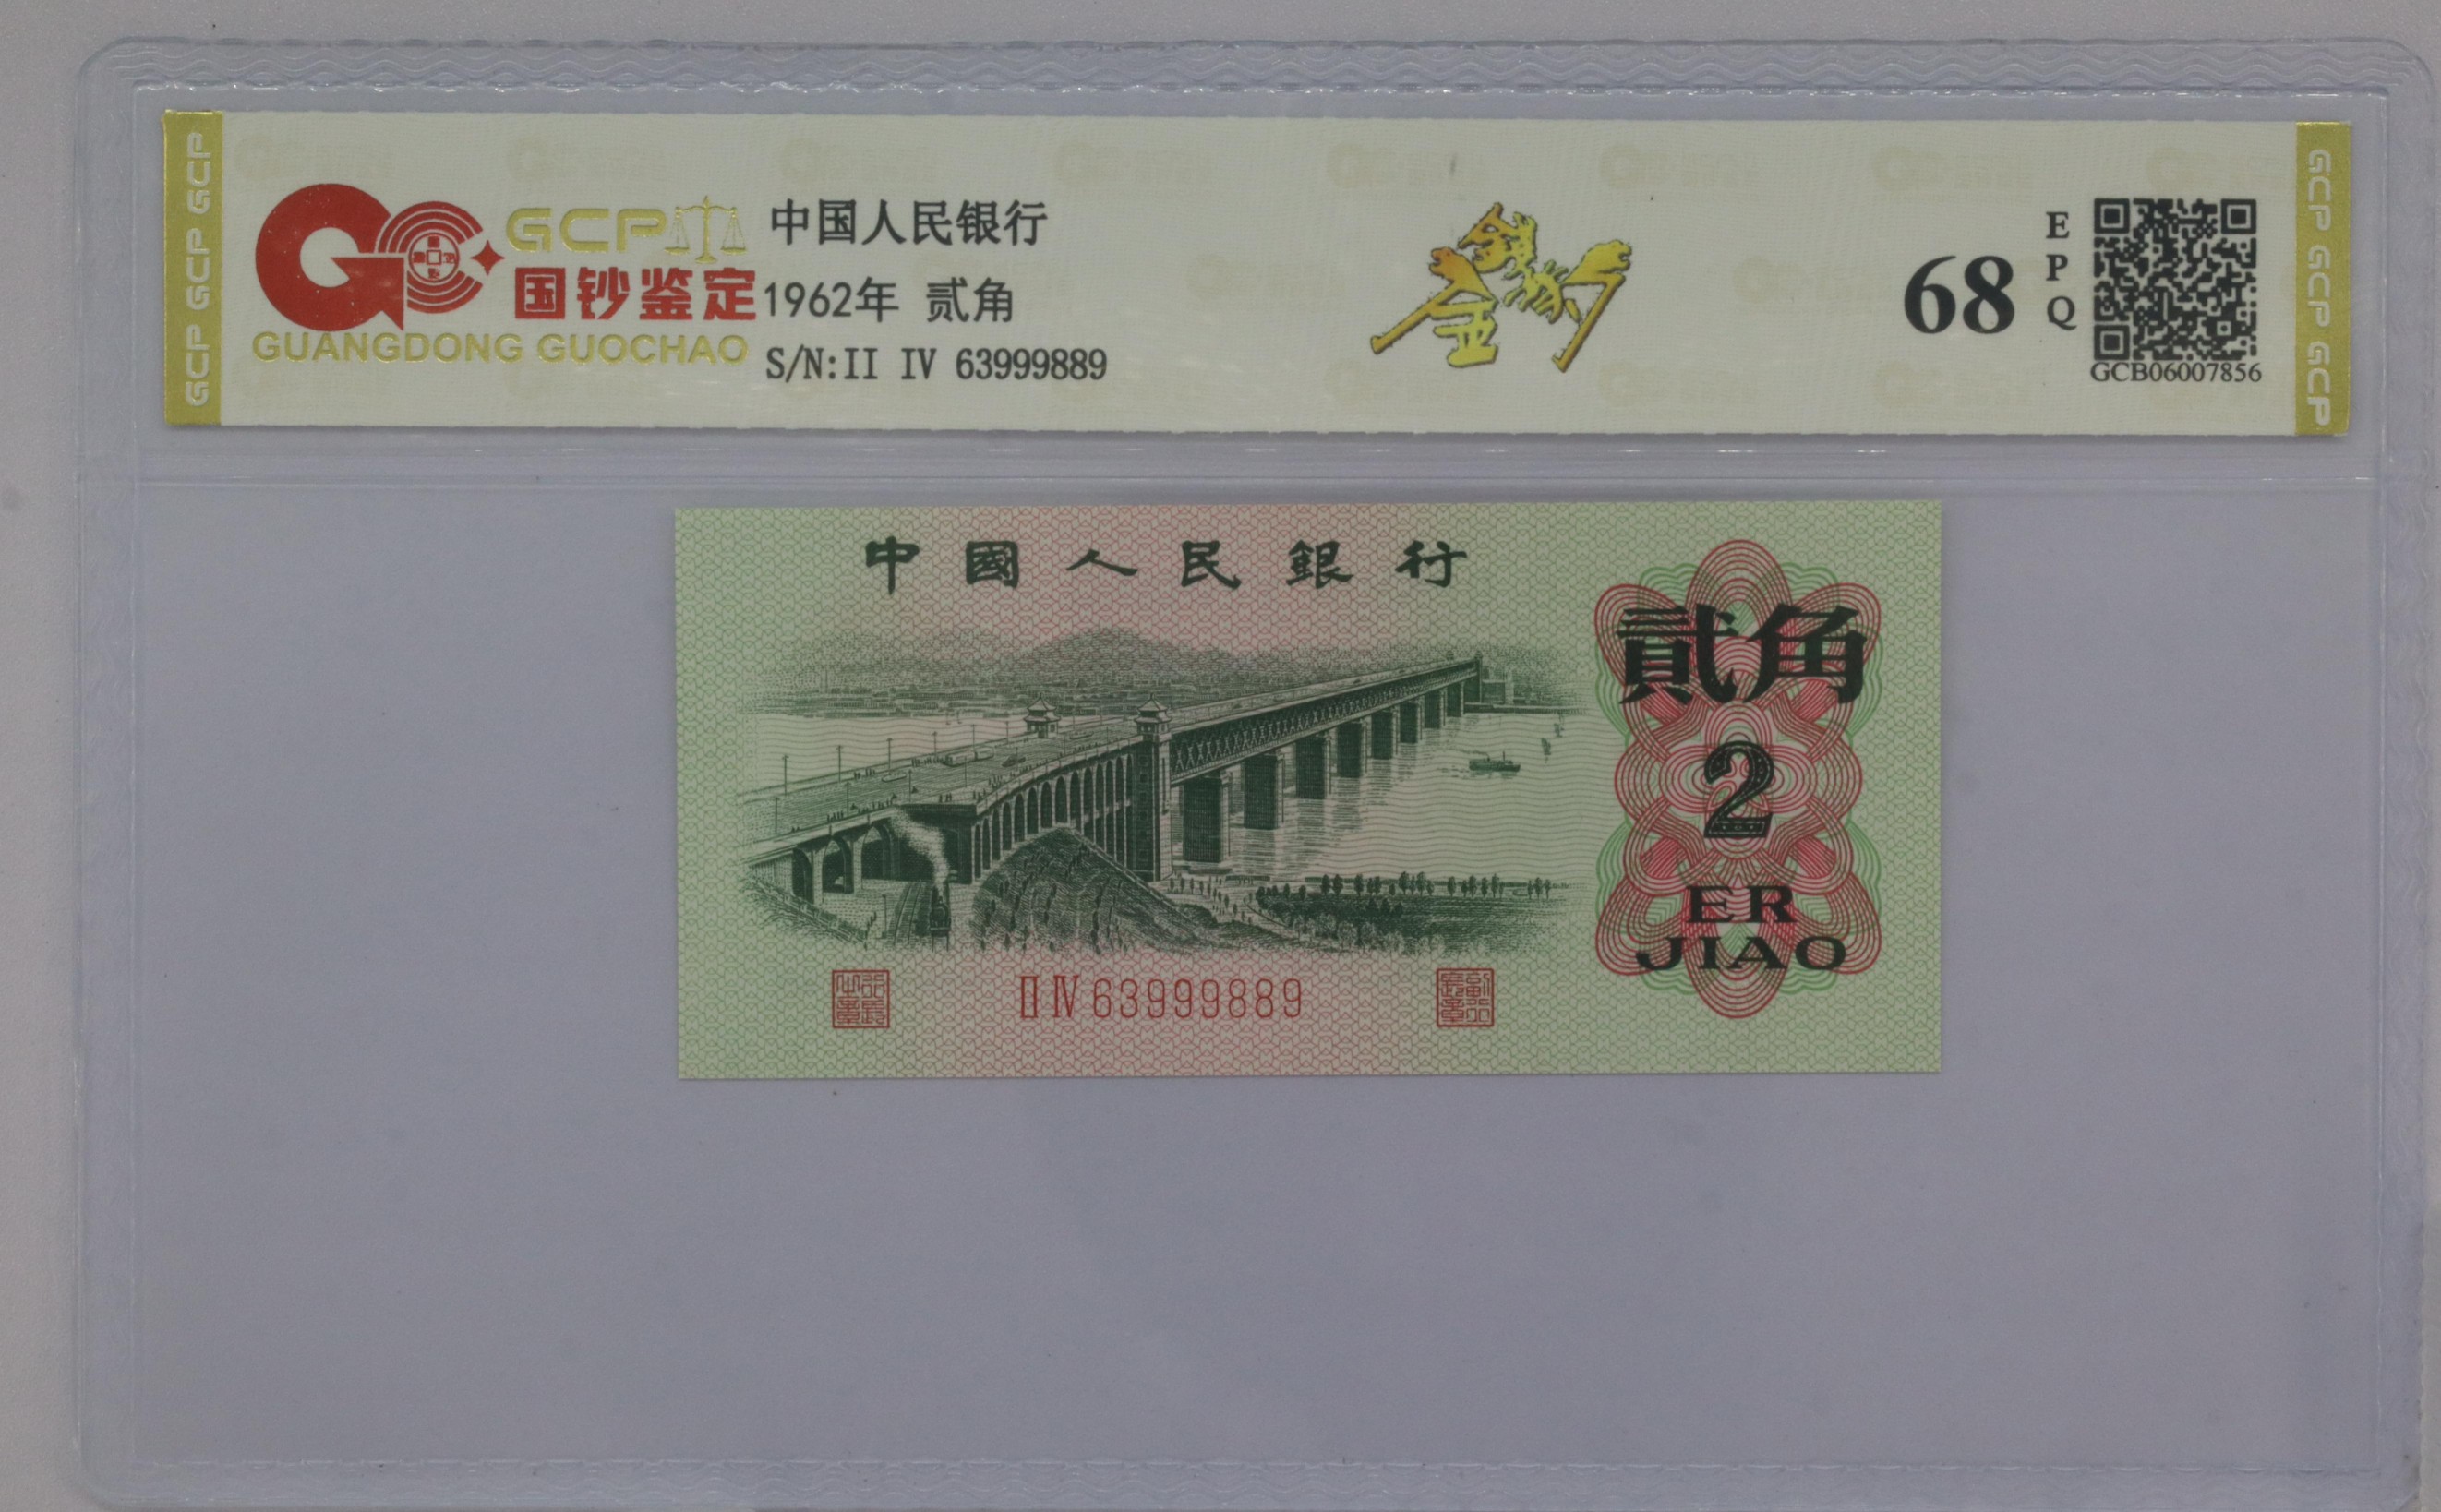 GCP GCP GCP
GCP
国钞鉴定
GUANGDONG GUOCHAO
中国人民银行
1962年 贰角
S/N:II IV 63999889
金钱豹
68
EPQ
GCB06007856
GCP GCP GCP GCP
中國人民銀行
貳角
2
ER
JIAO
II IV 63999889